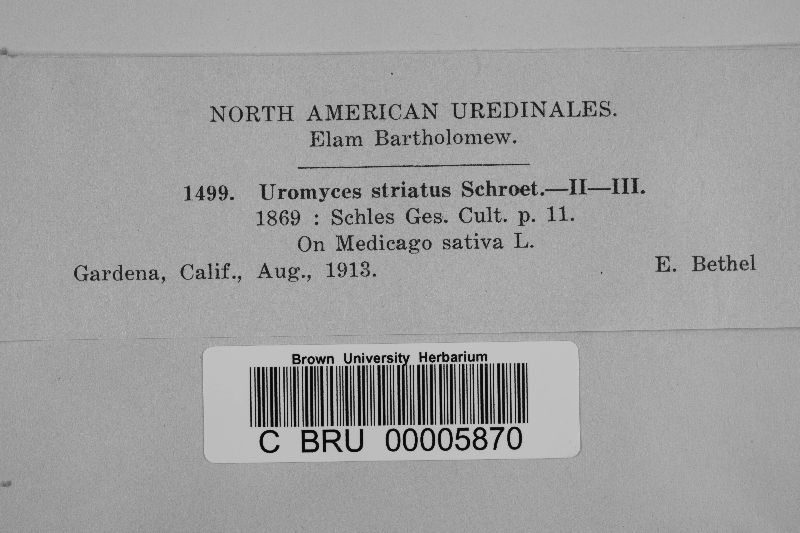 NORTH AMERICAN UREDINALES.
Elam Bartholomew.
1499. Uromyces striatus Schroet.—II—III.
1869 : Schles Ges. Cult. p. 11.
On Medicago sativa L.
Gardena, Calif., Aug., 1913. E. Bethel
Brown University Herbarium
C BRU 00005870